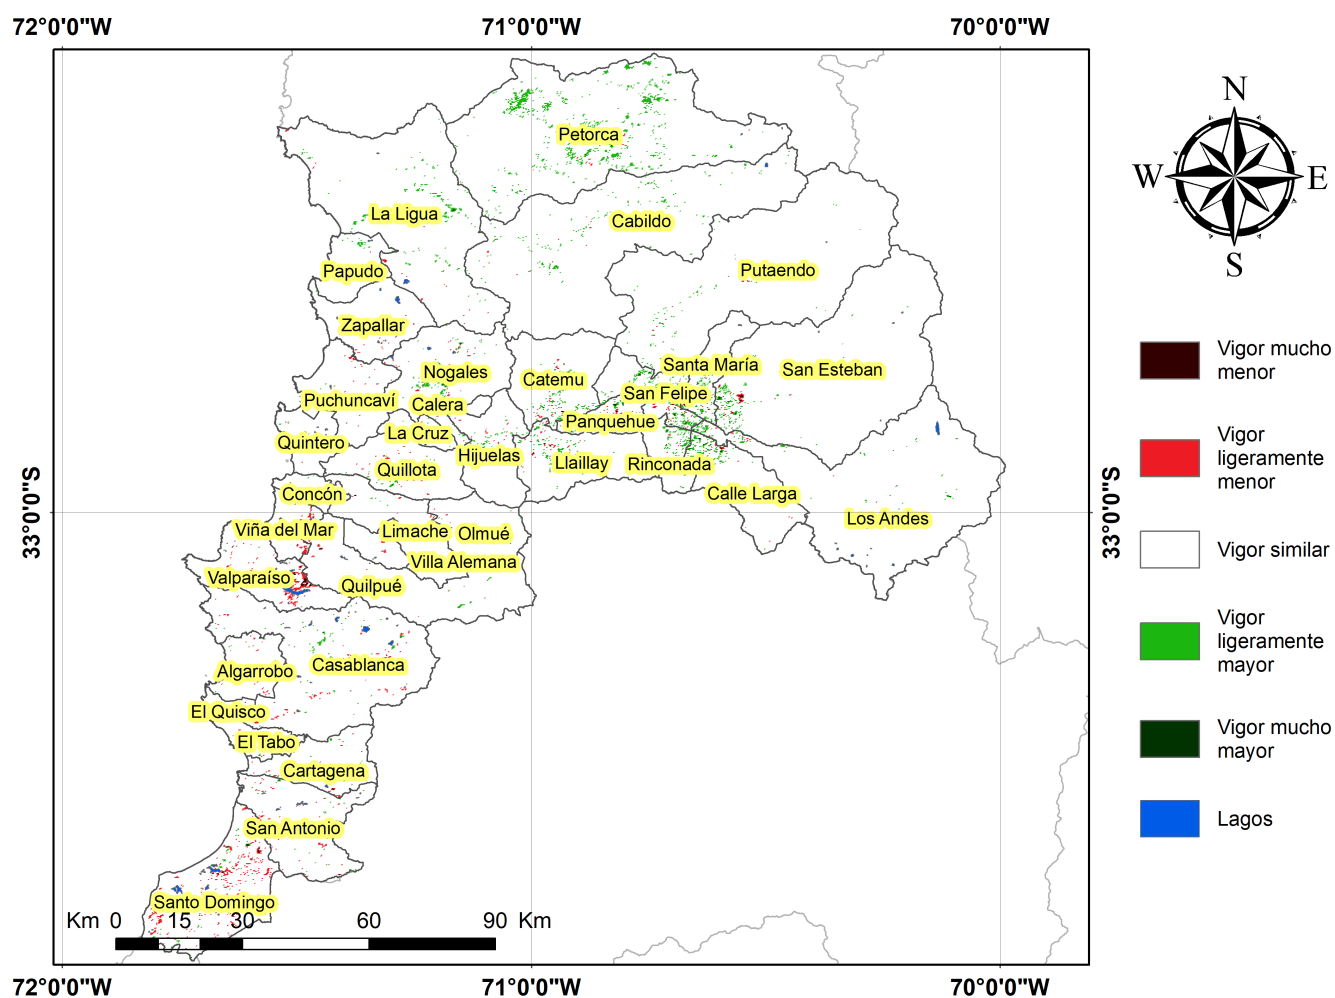 72°0'0"W
71°0'0"W
70°0'0"W
N
W
E
S
33°0'0"S
33°0'0"S
Petorca
La Ligua
Cabildo
Papudo
Putaendo
Zapallar
Nogales
Catemu
Santa María
San Esteban
Puchuncaví
Calera
San Felipe
Quintero
La Cruz
Panquehue
Hijuelas
Quillota
Llaillay
Rinconada
Concón
Calle Larga
Viña del Mar
Limache
Olmué
Los Andes
Villa Alemana
Valparaíso
Quilpué
Algarrobo
Casablanca
El Quisco
El Tabo
Cartagena
San Antonio
Santo Domingo
Km 0 15 30 60 90 Km
72°0'0"W
71°0'0"W
70°0'0"W
Vigor mucho
menor
Vigor
ligeramente
menor
Vigor similar
Vigor
ligeramente
mayor
Vigor mucho
mayor
Lagos